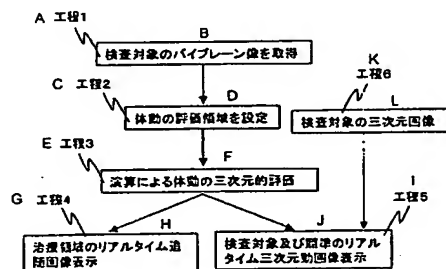 A 工程1
B
検査対象のバイプレーン像を取得
C 工程2
D
体動の評価領域を設定
K
工程6
L
検査対象の三次元画像
E 工程3
F
演算による体動の三次元的評価
G 工程4
H
治療領域のリアルタイム追
随画像表示
I
工程5
J
検査対象及び標準のリアル
タイム三次元動画像表示